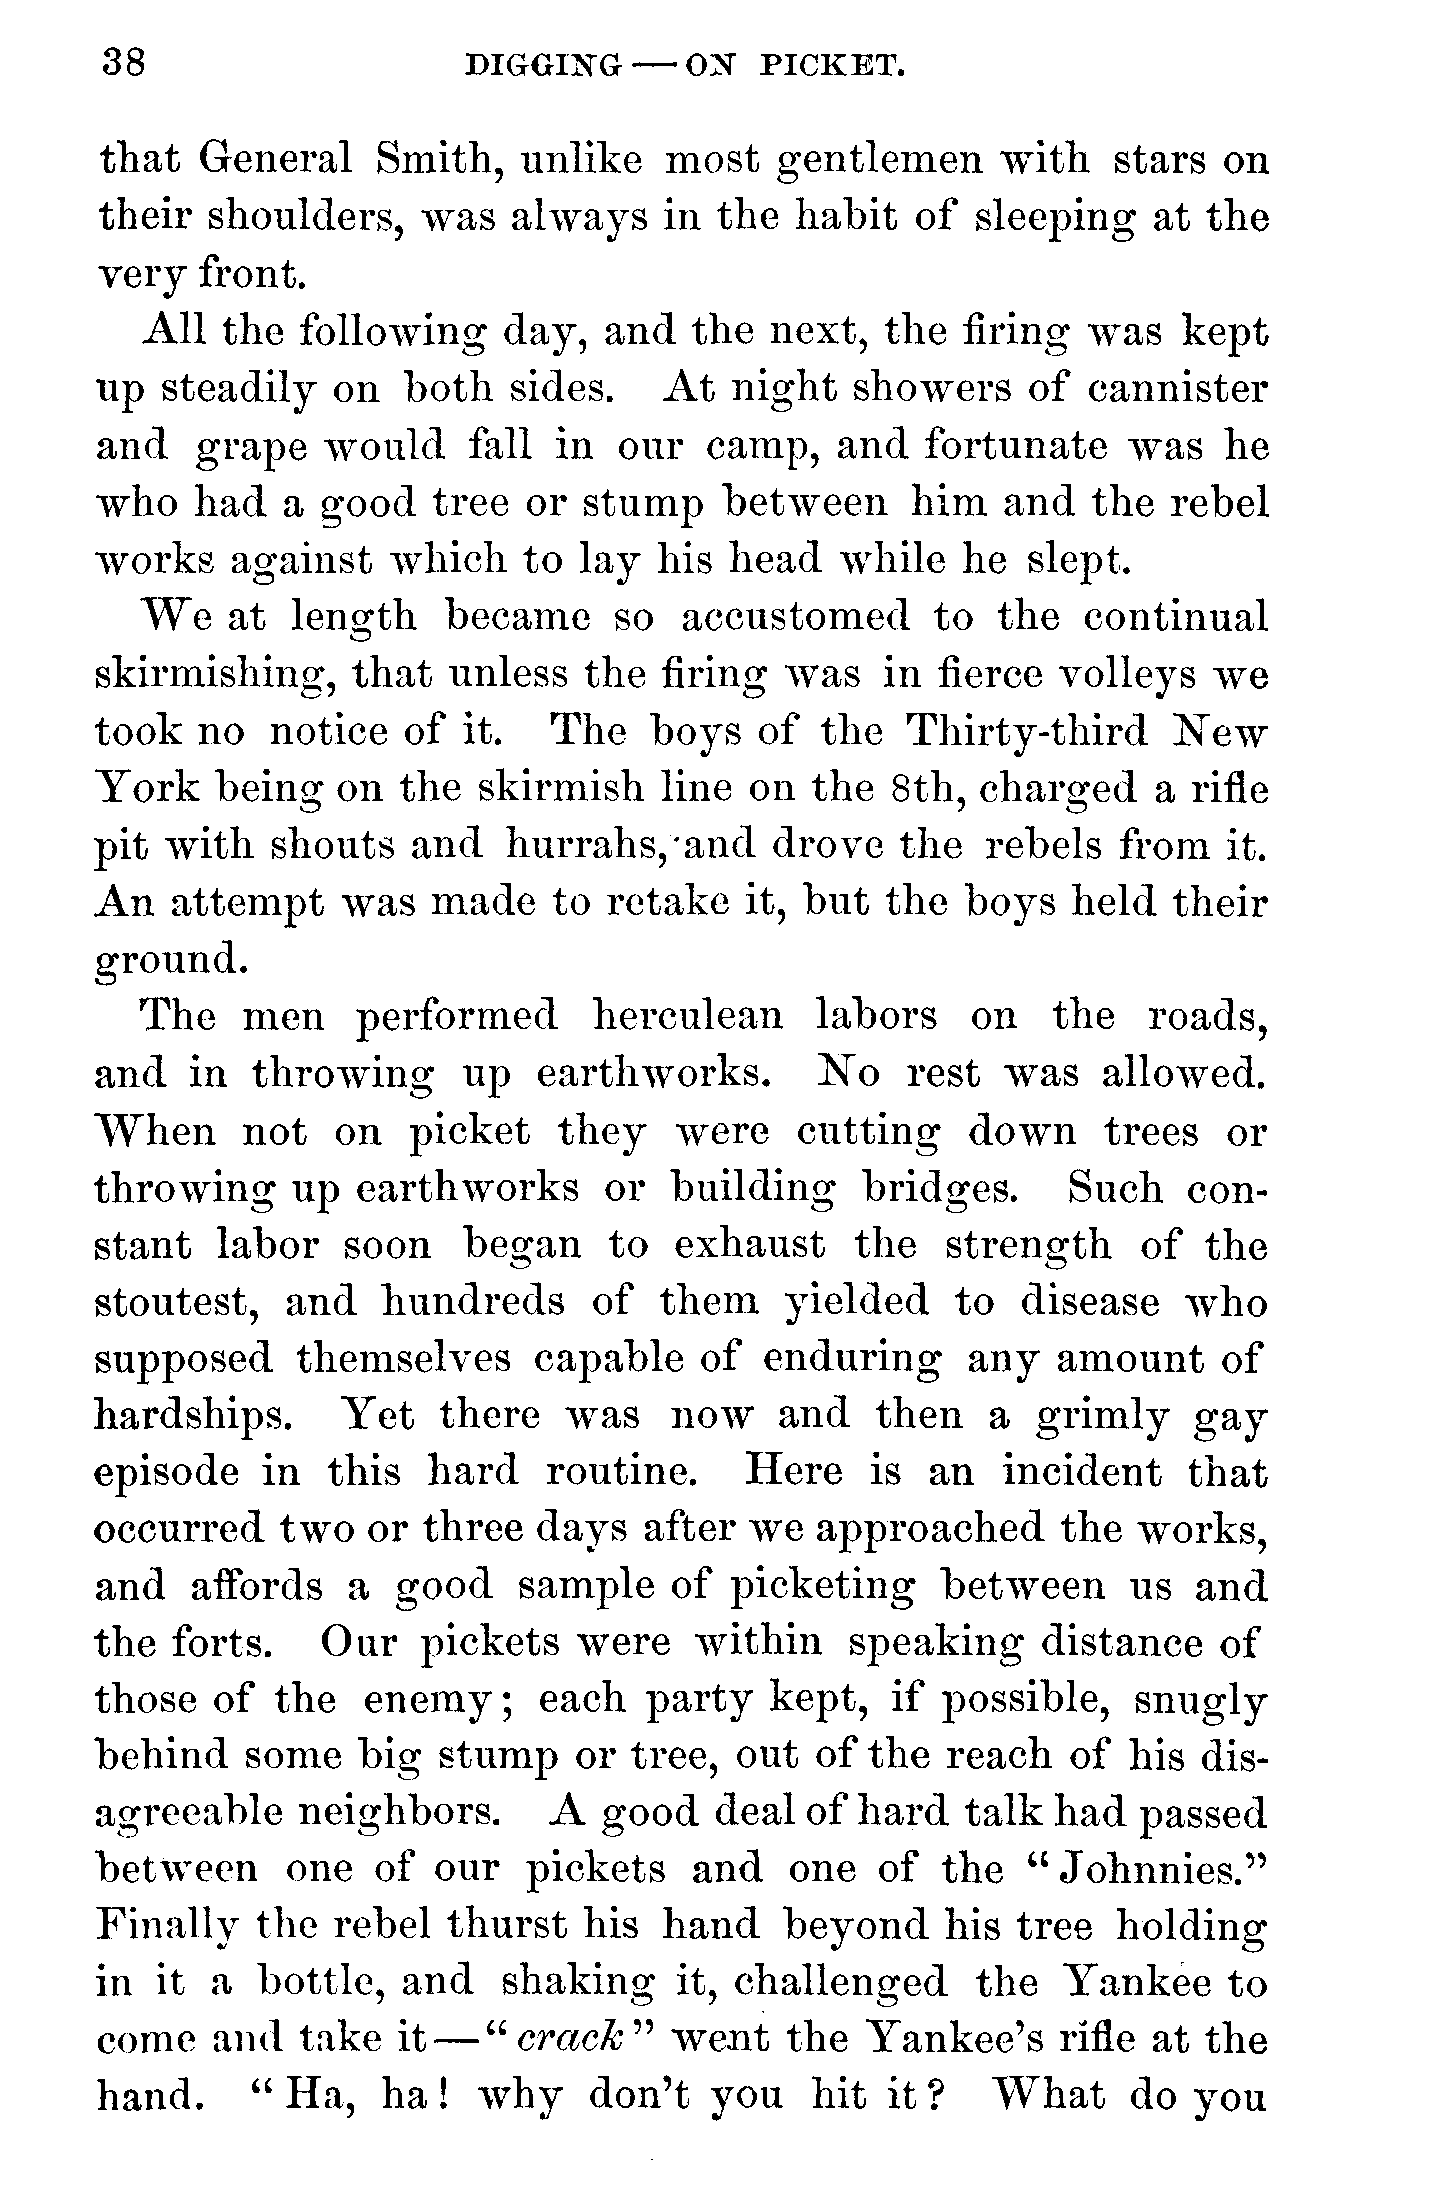 38 DIGGING — ON PICKET.
that General Smith, unlike most gentlemen with stars on
their shoulders, was always in the habit of sleeping at the
very front.
All the following day, and the next, the firing was kept
up steadily on both sides. At night showers of cannister
and grape would fall in our camp, and fortunate was he
who had a good tree or stump between him and the rebel
works against which to lay his head while he slept.
We at length became so accustomed to the continual
skirmishing, that unless the firing was in fierce volleys we
took no notice of it. The boys of the Thirty-third New
York being on the skirmish line on the 8th, charged a rifle
pit with shouts and hurrahs, and drove the rebels from it.
An attempt was made to retake it, but the boys held their
ground.
The men performed herculean labors on the roads,
and in throwing up earthworks. No rest was allowed.
When not on picket they were cutting down trees or
throwing up earthworks or building bridges. Such con-
stant labor soon began to exhaust the strength of the
stoutest, and hundreds of them yielded to disease who
supposed themselves capable of enduring any amount of
hardships. Yet there was now and then a grimly gay
episode in this hard routine. Here is an incident that
occurred two or three days after we approached the works,
and affords a good sample of picketing between us and
the forts. Our pickets were within speaking distance of
those of the enemy; each party kept, if possible, snugly
behind some big stump or tree, out of the reach of his dis-
agreeable neighbors. A good deal of hard talk had passed
between one of our pickets and one of the "Johnnies."
Finally the rebel thurst his hand beyond his tree holding
in it a bottle, and shaking it, challenged the Yankee to
come and take it—"crack" went the Yankee's rifle at the
hand. "Ha, ha! why don't you hit it? What do you